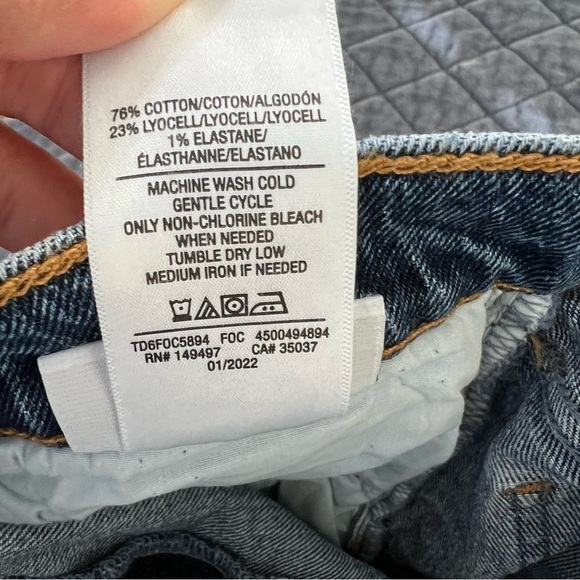 76% COTTON/COTON/ALGODÓN
23% LYOCELL/LYOCELL/LYOCELL
1% ELASTANE/
ÉLASTHANNE/ELASTANO
MACHINE WASH COLD
GENTLE CYCLE
ONLY NON-CHLORINE BLEACH
WHEN NEEDED
TUMBLE DRY LOW
MEDIUM IRON IF NEEDED
TD6FOC5894 FOC 4500494894
RN# 149497 CA# 35037
01/2022